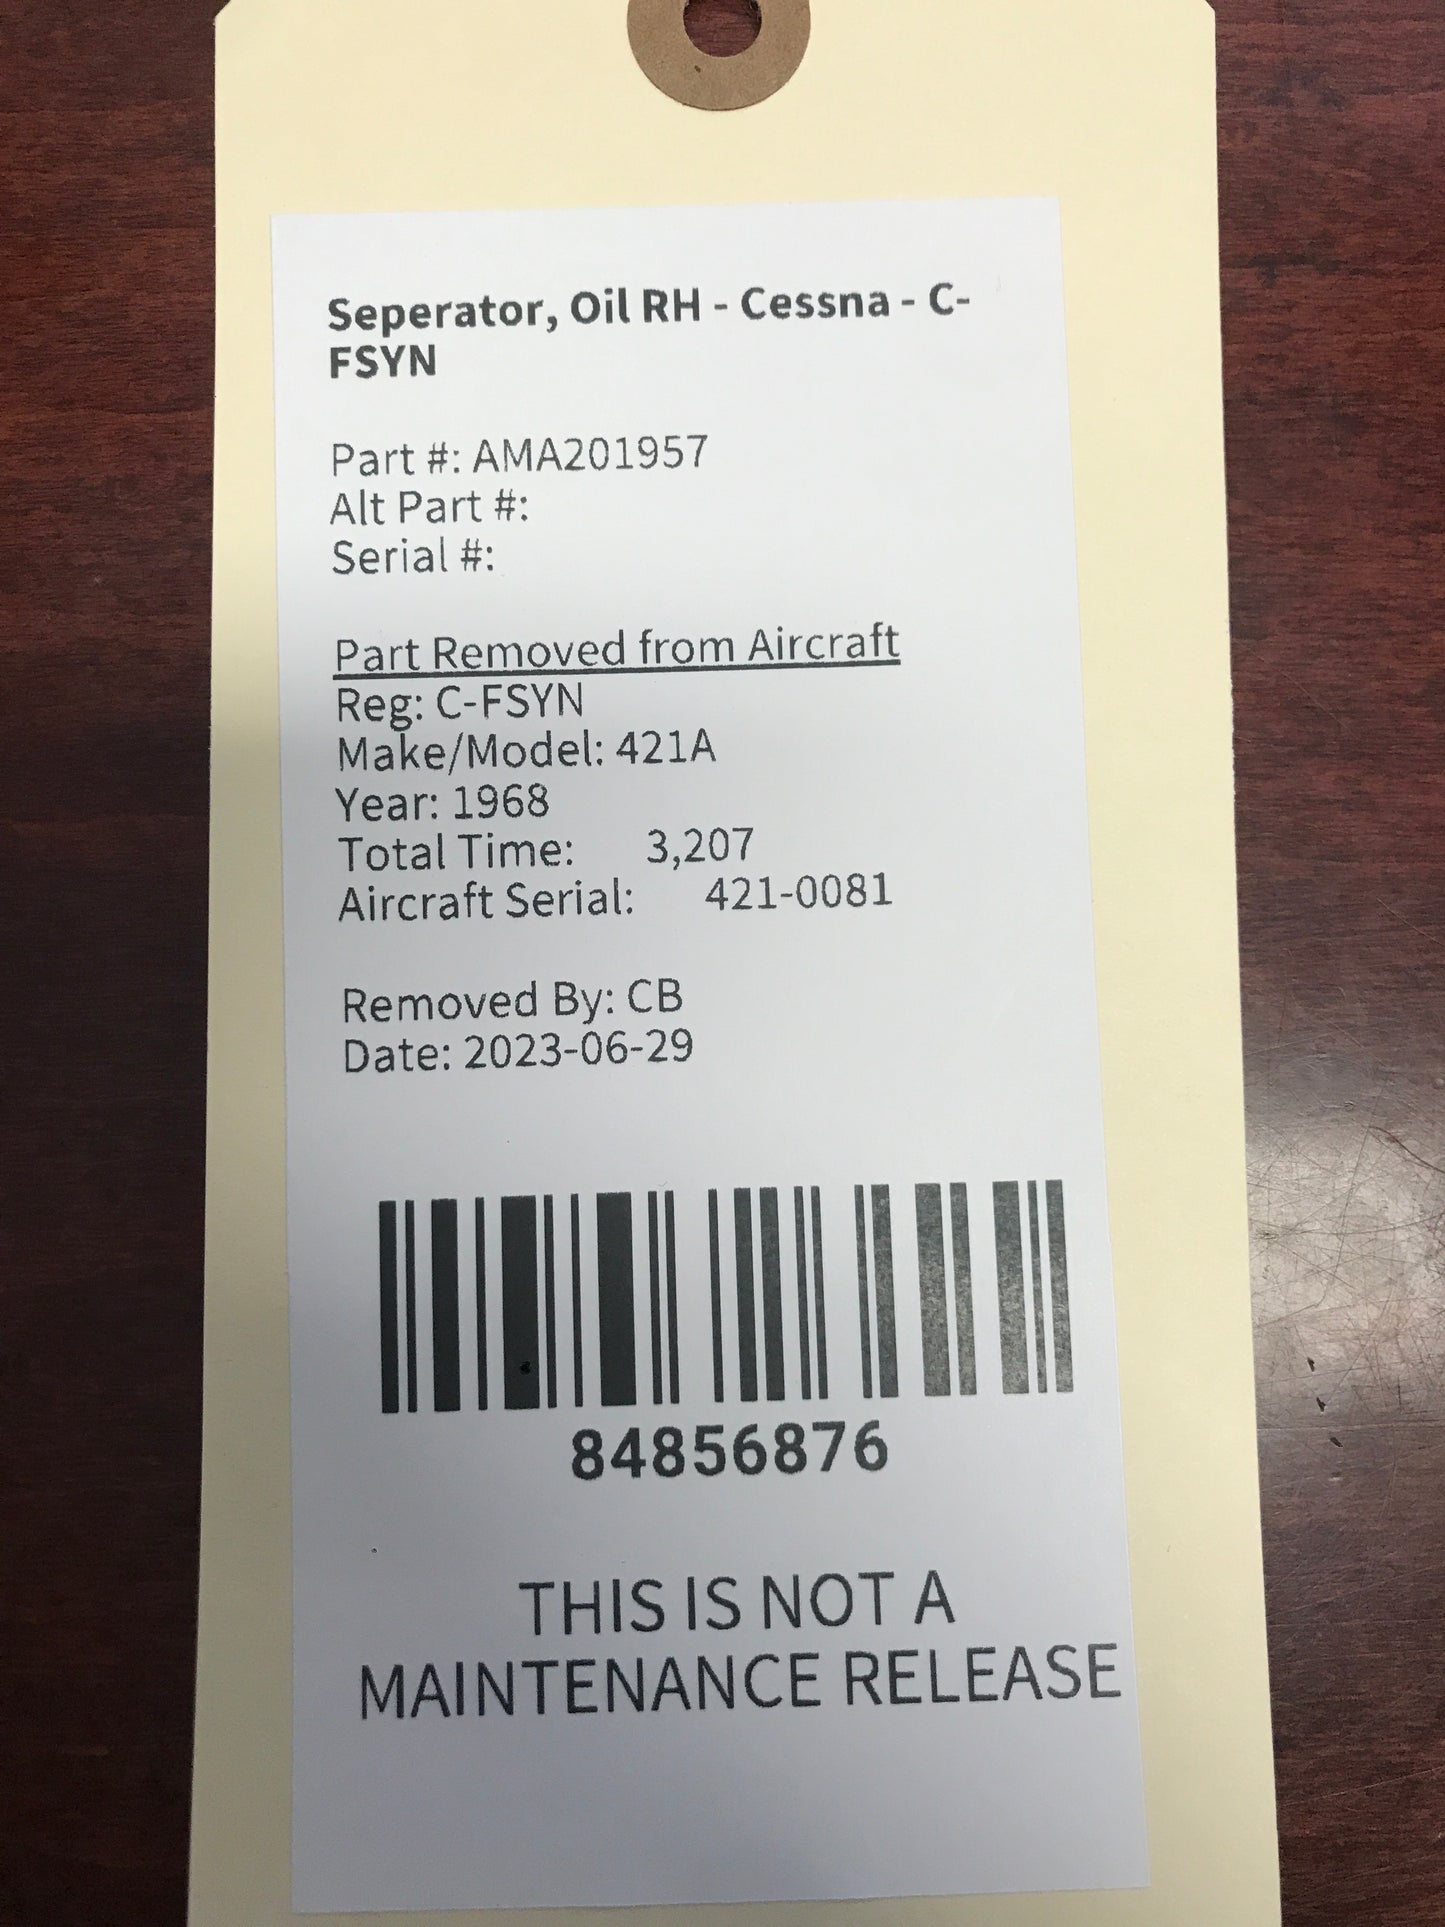 Seperator, Oil RH - Cessna - C-
FSYN
Part #: AMA201957
Alt Part #:
Serial #:
Part Removed from Aircraft
Reg: C-FSYN
Make/Model: 421A
Year: 1968
Total Time: 3,207
Aircraft Serial: 421-0081
Removed By: CB
Date: 2023-06-29
84856876
THIS IS NOT A
MAINTENANCE RELEASE